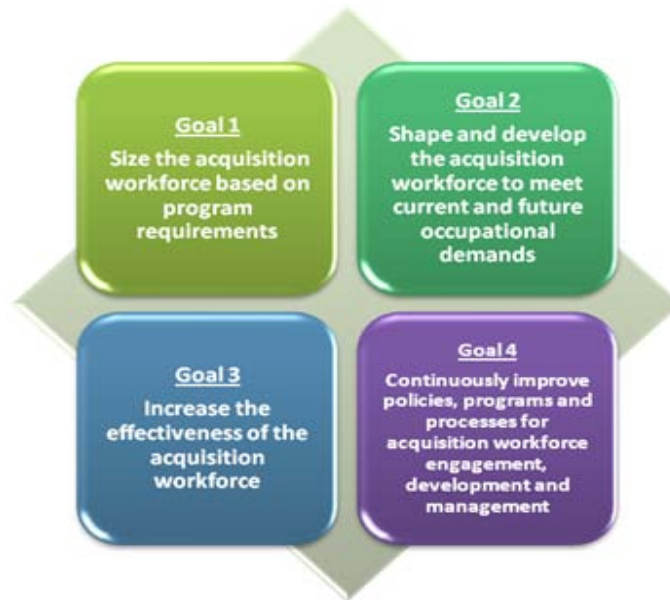 Goal 1
Size the acquisition
workforce based on
program
requirements
Goal 2
Shape and develop
the acquisition
workforce to meet
current and future
occupational
demands
Goal 3
Increase the
effectiveness of the
acquisition
workforce
Goal 4
Continuously improve
policies, programs and
processes for
acquisition workforce
engagement,
development and
management